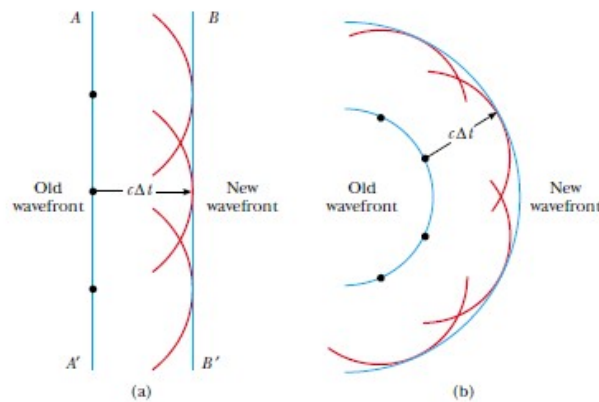 A
B
cΔt
Old
wavefront
New
wavefront
A′
B′
(a)
cΔt
Old
wavefront
New
wavefront
(b)